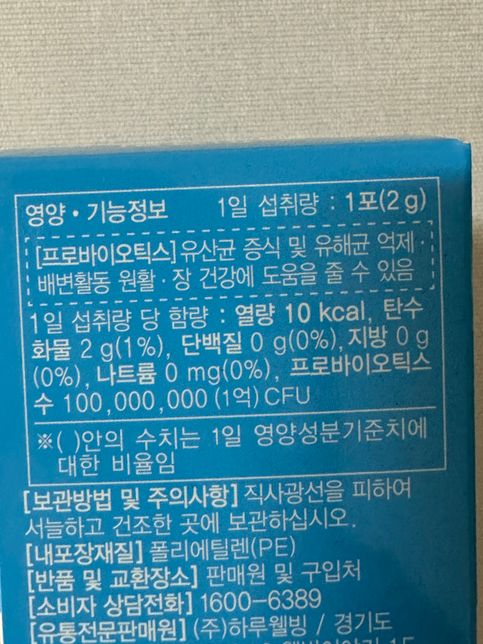 영양·기능정보 1일 섭취량 : 1포(2 g)
[프로바이오틱스]유산균 증식 및 유해균 억제·
배변활동 원활·장 건강에 도움을 줄 수 있음
1일 섭취량 당 함량 : 열량 10 kcal, 탄수
화물 2 g(1%), 단백질 0 g(0%), 지방 0 g
(0%), 나트륨 0 mg(0%), 프로바이오틱스
수 100,000,000 (1억) CFU
※( )안의 수치는 1일 영양성분기준치에
대한 비율임
[보관방법 및 주의사항] 직사광선을 피하여
서늘하고 건조한 곳에 보관하십시오.
[내포장재질] 폴리에틸렌(PE)
[반품 및 교환장소] 판매원 및 구입처
[소비자 상담전화] 1600-6389
[유통전문판매원] (주)하루웰빙 / 경기도